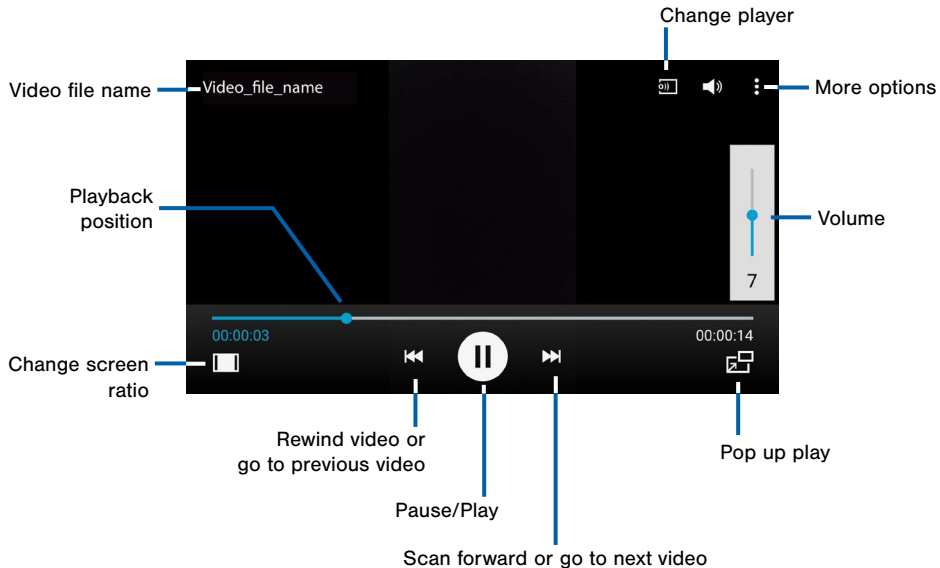 Change player
Video file name
Video_file_name
More options
Playback
position
Volume
7
00:00:03
00:00:14
Change screen
ratio
Rewind video or
go to previous video
Pop up play
Pause/Play
Scan forward or go to next video